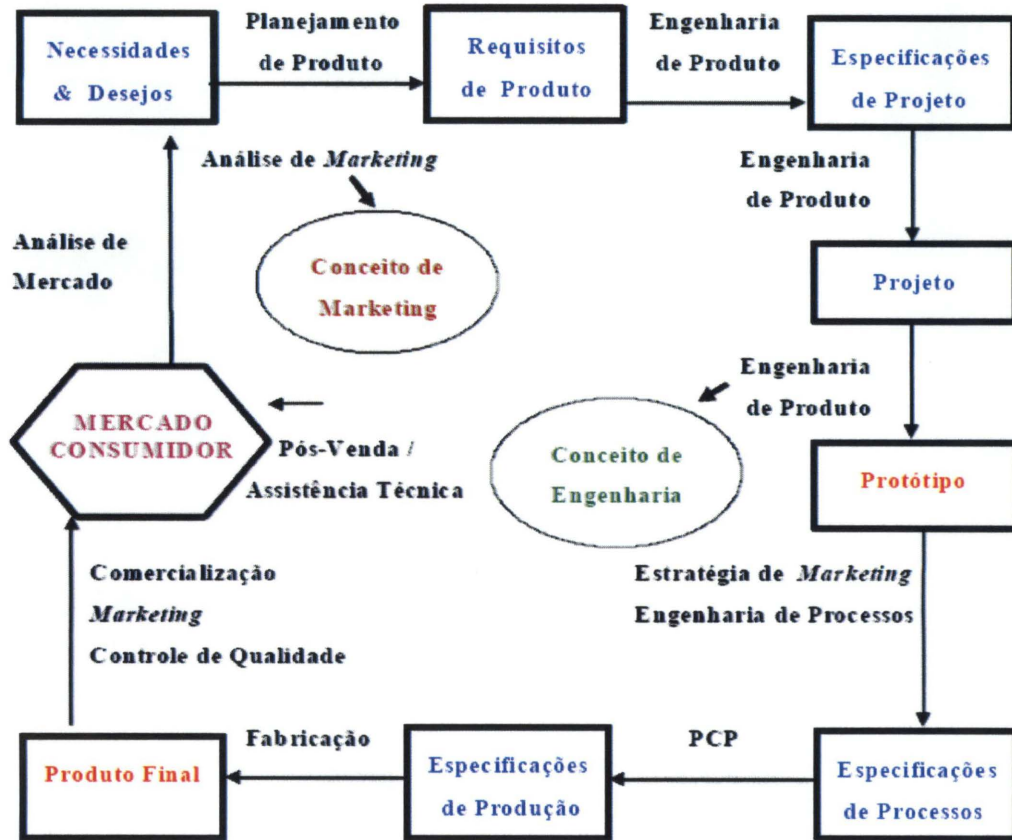 Necessidades
& Desejos
Planejamento
de Produto
Requisitos
de Produto
Engenharia
de Produto
Especificações
de Projeto
Análise de Marketing
Engenharia
de Produto
Análise de
Mercado
Conceito de
Marketing
Projeto
Engenharia
de Produto
MERCADO
CONSUMIDOR
Pós-Venda /
Assistência Técnica
Conceito de
Engenharia
Protótipo
Comercialização
Marketing
Controle de Qualidade
Estratégia de Marketing
Engenharia de Processos
Produto Final
Fabricação
Especificações
de Produção
PCP
Especificações
de Processos